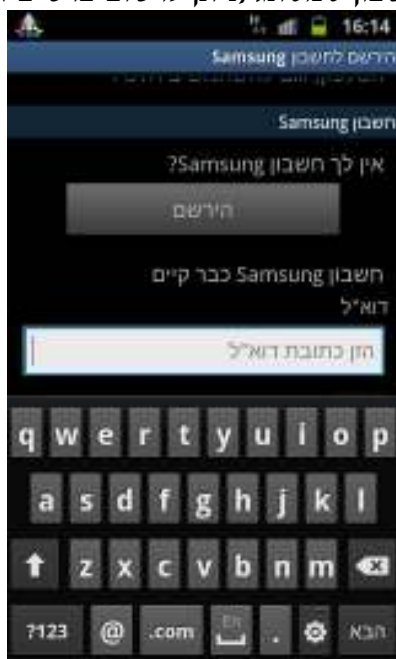 16:14
הירשם לחשבון Samsung
חשבון Samsung
אין לך חשבון Samsung?
הירשם
חשבון Samsung כבר קיים
דוא"ל
הזן כתובת דוא"ל
q w e r t y u i o p
a s d f g h j k l
z x c v b n m
?123 @ .com EN . הבא